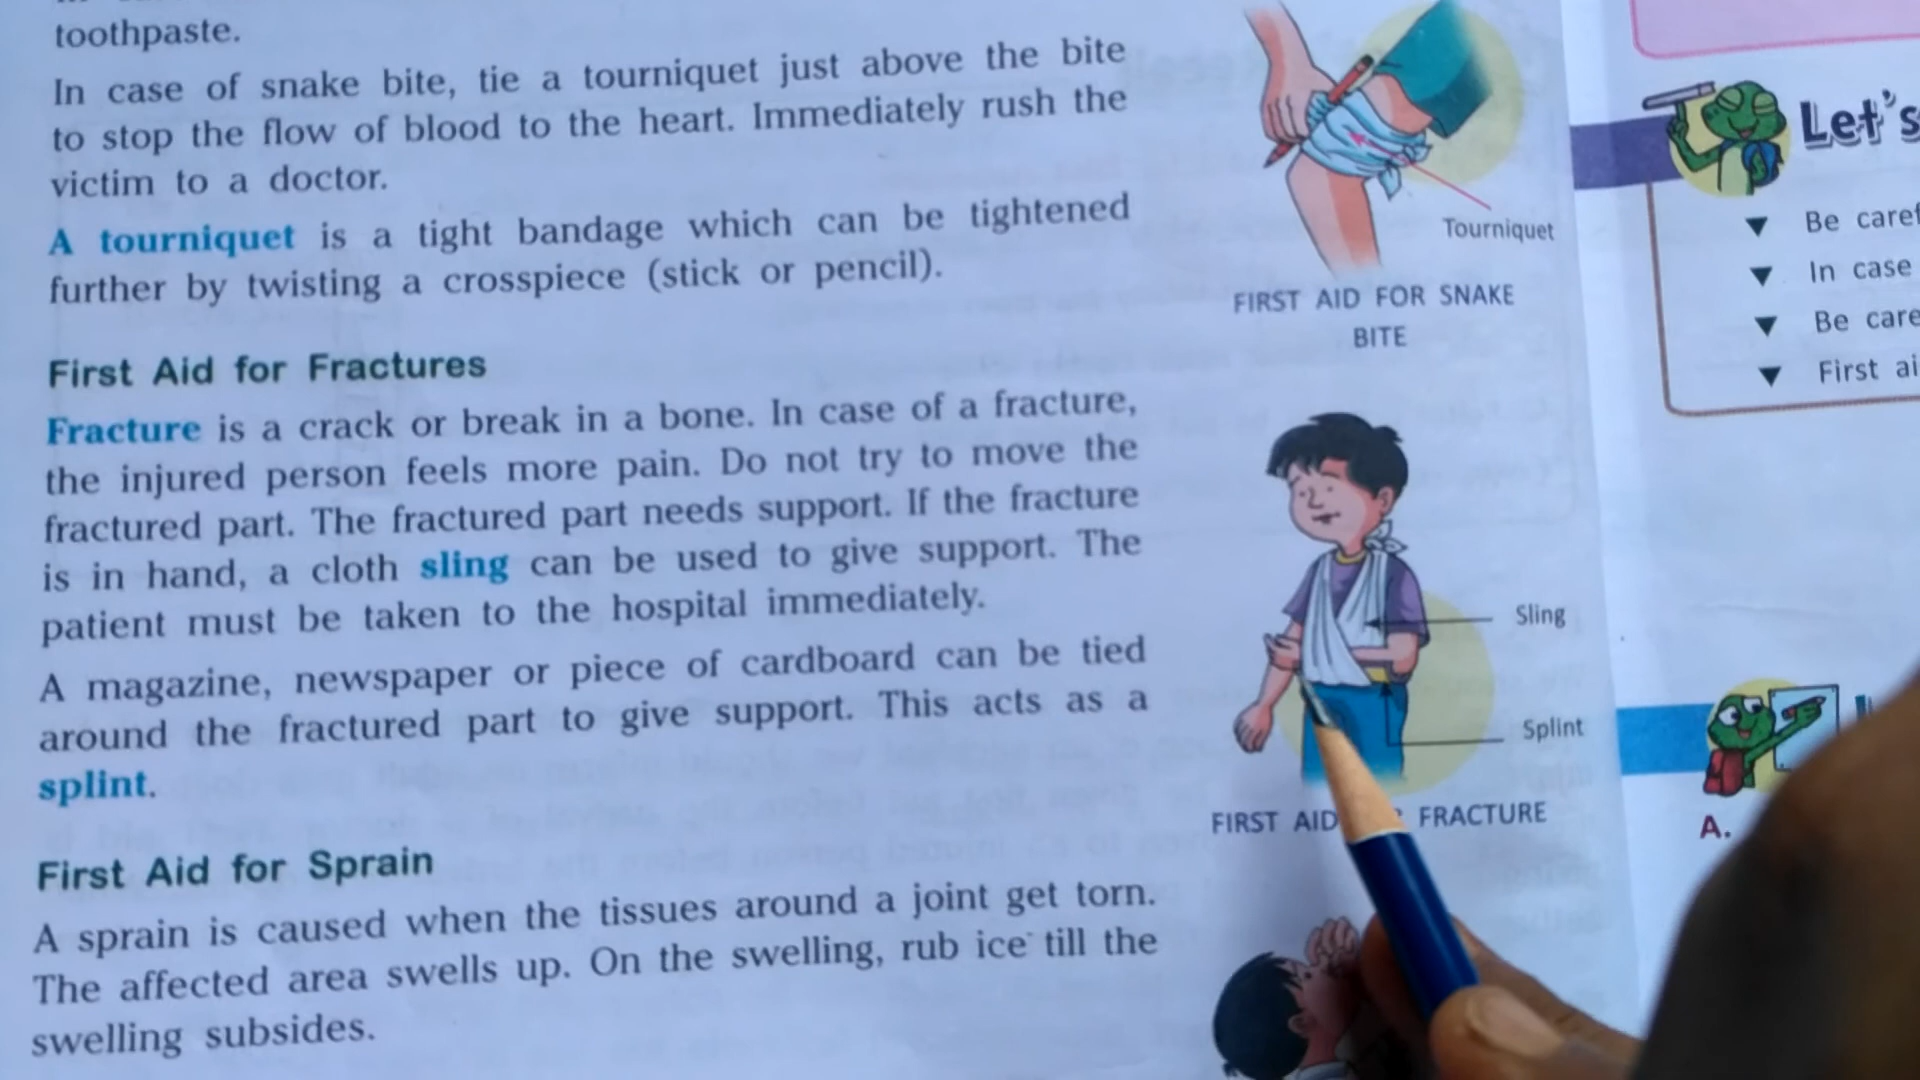 toothpaste.
In case of snake bite, tie a tourniquet just above the bite
to stop the flow of blood to the heart. Immediately rush the
victim to a doctor.
A tourniquet is a tight bandage which can be tightened
further by twisting a crosspiece (stick or pencil).
First Aid for Fractures
Fracture is a crack or break in a bone. In case of a fracture,
the injured person feels more pain. Do not try to move the
fractured part. The fractured part needs support. If the fracture
is in hand, a cloth sling can be used to give support. The
patient must be taken to the hospital immediately.
A magazine, newspaper or piece of cardboard can be tied
around the fractured part to give support. This acts as a
splint.
First Aid for Sprain
A sprain is caused when the tissues around a joint get torn.
The affected area swells up. On the swelling, rub ice till the
swelling subsides.
Tourniquet
FIRST AID FOR SNAKE
BITE
Sling
Splint
FIRST AID FRACTURE
Let's
Be
In case
Be
First
A.